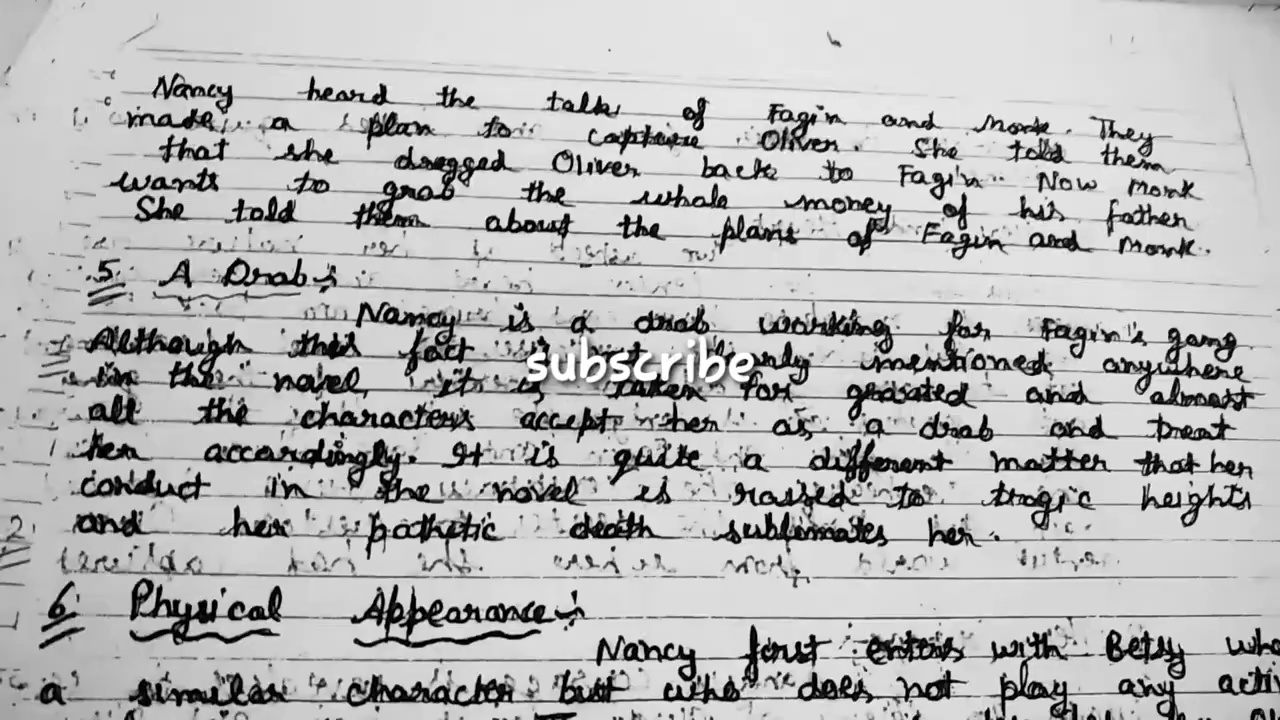 Nancy heard the talk of Fagin and Monk. They
made a plan to capture Oliver. She told them
that she dragged Oliver back to Fagin. Now Monk
wants to grab the whole money of his father
She told them about the plans of Fagin and Monk.
5 A Drab :-
Nancy is a drab working for Fagin's gang
Although this fact is not mentioned anywhere
subscribe
in the novel, it is taken for granted and almost
all the characters accept her as a drab and treat
her accordingly. It is quite a different matter that her
conduct in the novel is raised to tragic heights
and her pathetic death sublimates her.
6 Physical Appearance :-
Nancy first enters with Betsy who
a similar character but who does not play any activ